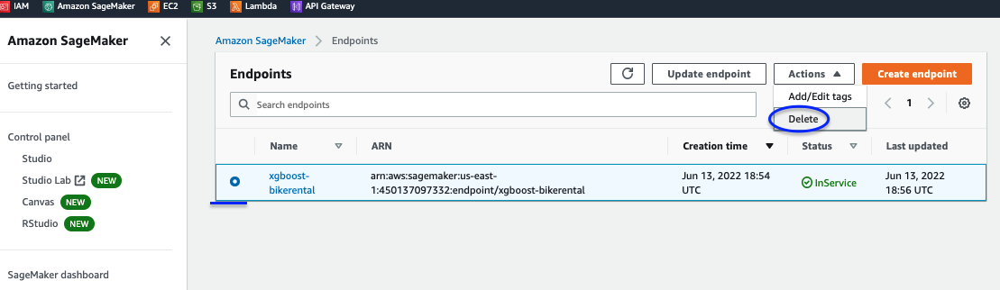 IAM Amazon SageMaker EC2 S3 Lambda API Gateway
Amazon SageMaker
Getting started
Control panel
Studio
Studio Lab NEW
Canvas NEW
RStudio NEW
SageMaker dashboard
Amazon SageMaker Endpoints
Endpoints Update endpoint Actions Create endpoint
Add/Edit tags
Search endpoints 1
Delete
Name ARN Creation time Status Last updated
xgboost- arn:aws:sagemaker:us-east- Jun 13, 2022 18:54 InService Jun 13, 2022
bikerental 1:450137097332:endpoint/xgboost-bikerental UTC 18:56 UTC